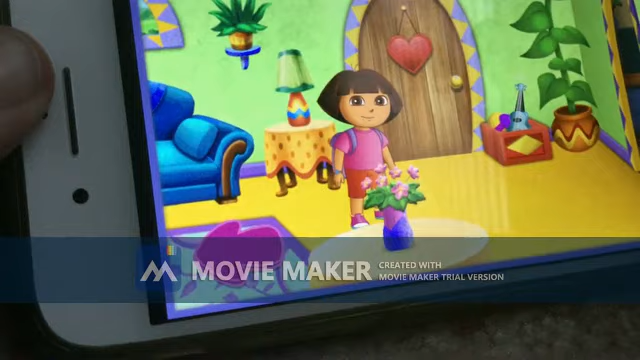 MOVIE MAKER
CREATED WITH
MOVIE MAKER TRIAL VERSION